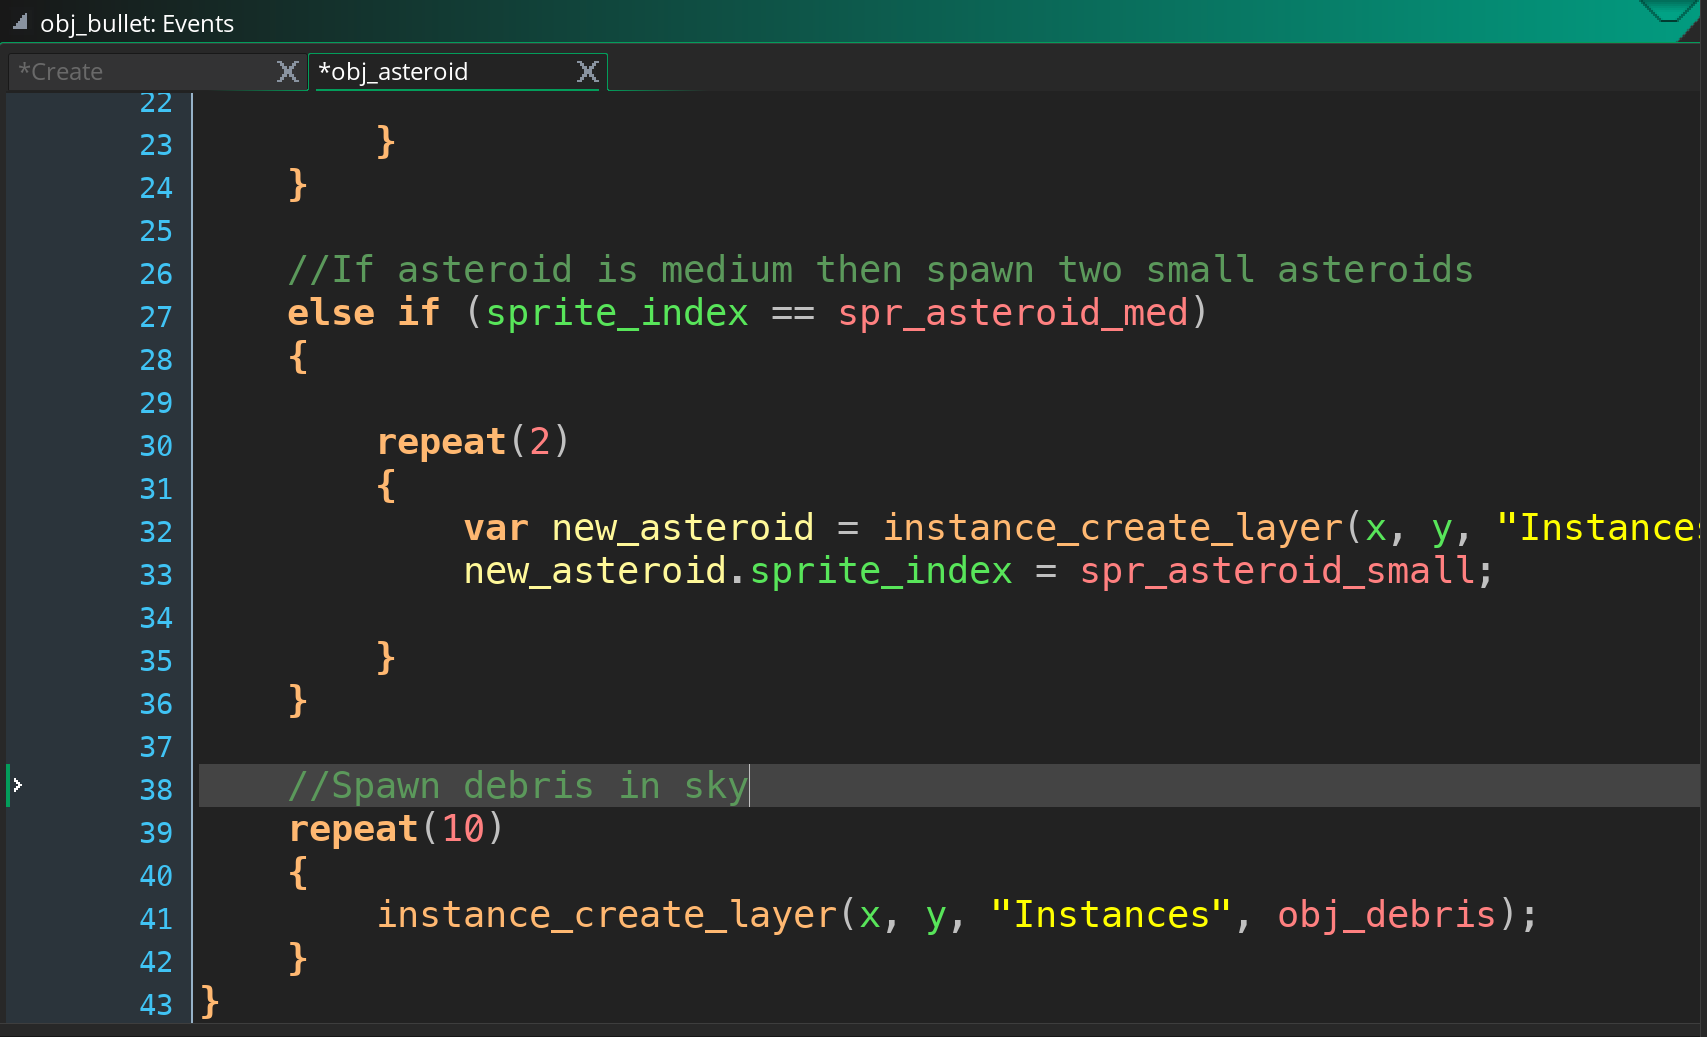 obj_bullet: Events
*Create *obj_asteroid
22
23 }
24 }
25
26 //If asteroid is medium then spawn two small asteroids
27 else if (sprite_index == spr_asteroid_med)
28 {
29
30 repeat(2)
31 {
32 var new_asteroid = instance_create_layer(x, y, "Instances
33 new_asteroid.sprite_index = spr_asteroid_small;
34
35 }
36 }
37
38 //Spawn debris in sky
39 repeat(10)
40 {
41 instance_create_layer(x, y, "Instances", obj_debris);
42 }
43 }